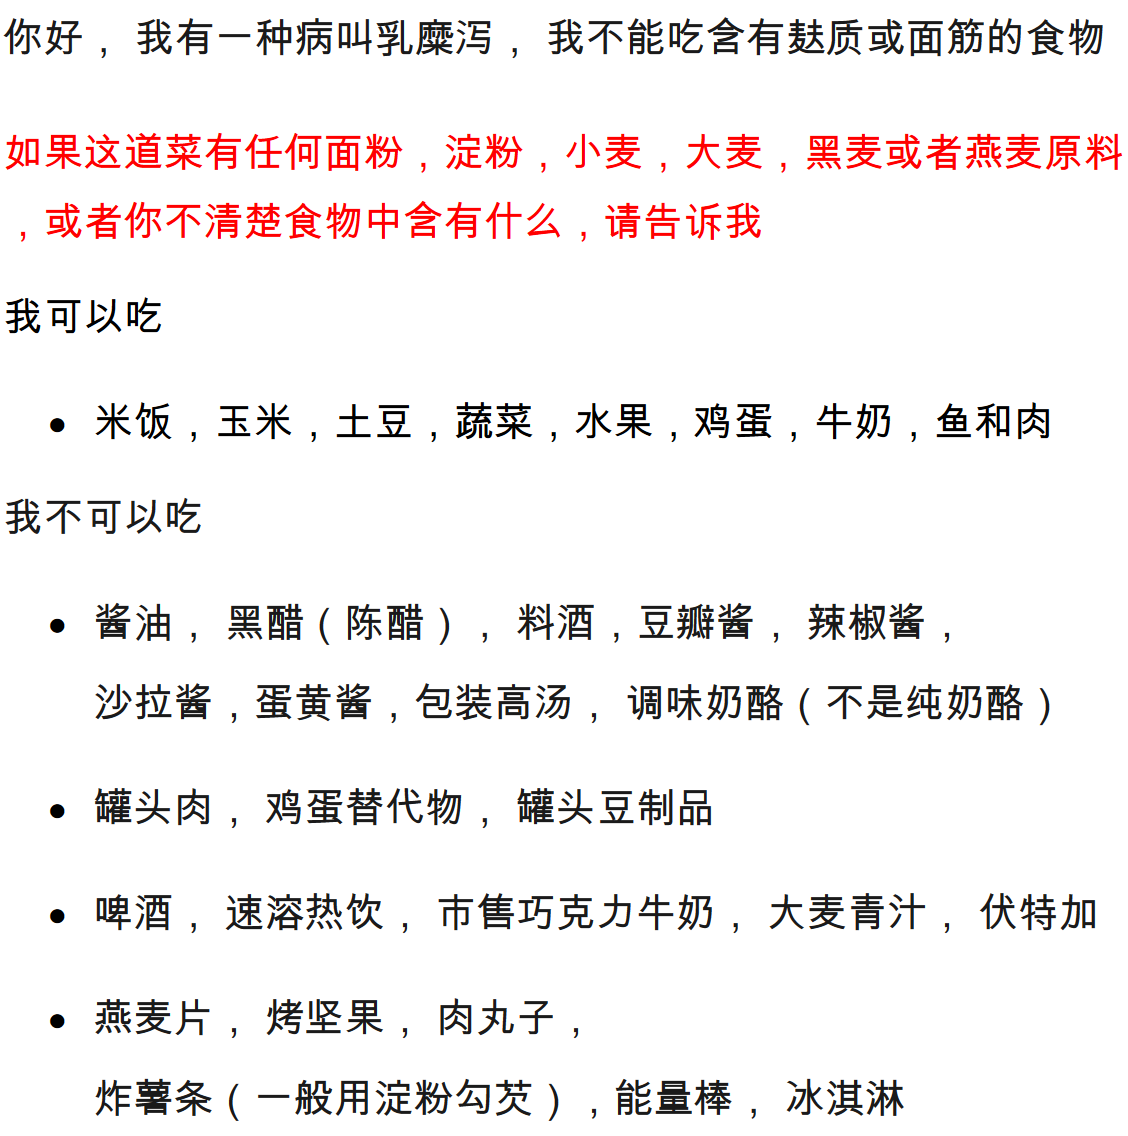 你好， 我有一种病叫乳糜泻， 我不能吃含有麸质或面筋的食物
如果这道菜有任何面粉，淀粉，小麦，大麦，黑麦或者燕麦原料
，或者你不清楚食物中含有什么，请告诉我
我可以吃
● 米饭，玉米，土豆，蔬菜，水果，鸡蛋，牛奶，鱼和肉
我不可以吃
● 酱油， 黑醋（陈醋）， 料酒，豆瓣酱， 辣椒酱，
沙拉酱，蛋黄酱，包装高汤， 调味奶酪（不是纯奶酪）
● 罐头肉， 鸡蛋替代物， 罐头豆制品
● 啤酒， 速溶热饮， 市售巧克力牛奶， 大麦青汁， 伏特加
● 燕麦片， 烤坚果， 肉丸子，
炸薯条（一般用淀粉勾芡），能量棒， 冰淇淋